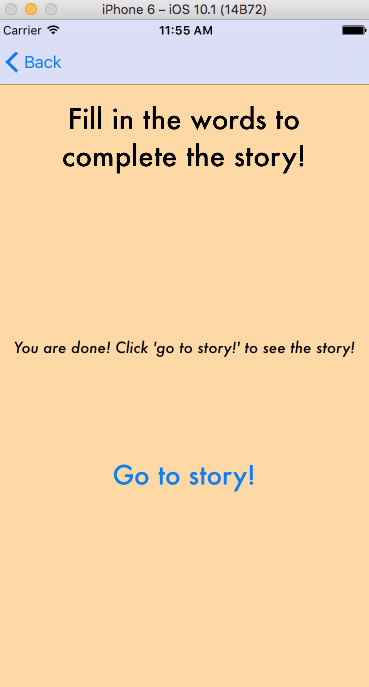 iPhone 6 – iOS 10.1 (14B72)
Carrier 11:55 AM
Back
Fill in the words to
complete the story!
You are done! Click 'go to story!' to see the story!
Go to story!